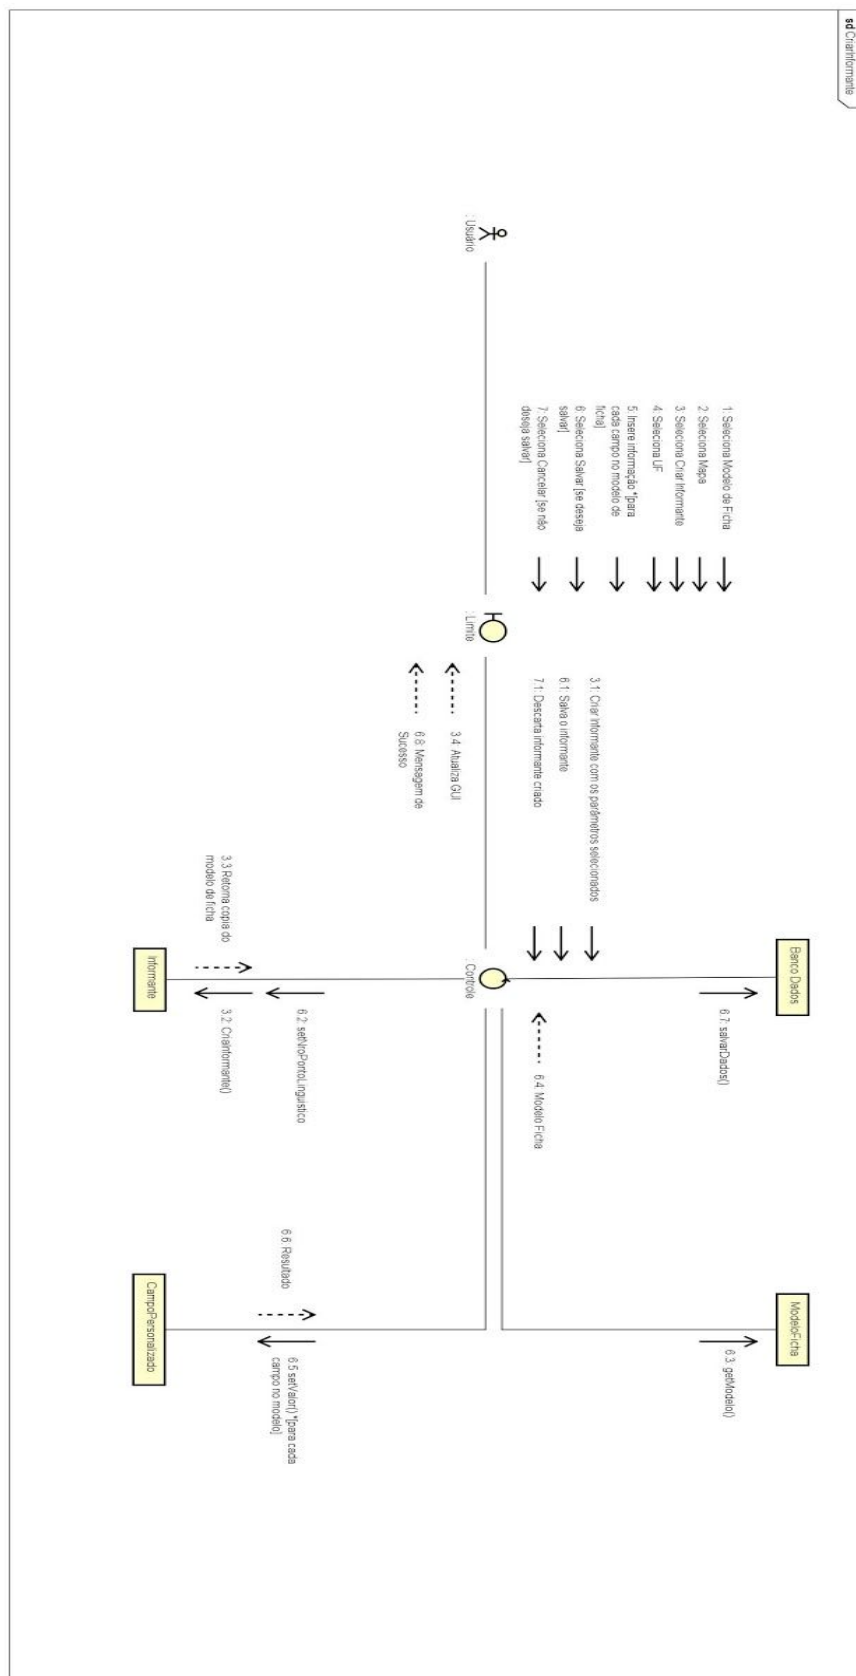 sd CriarInformante
: Usuário
1: Seleciona Modelo de Ficha
2: Seleciona Mapa
3: Seleciona Criar Informante
4: Seleciona UF
5: Insere informação *[para
cada campo no modelo de
ficha]
6: Seleciona Salvar [se deseja
salvar]
7: Seleciona Cancelar [se não
deseja salvar]
: Limite
3.1: Criar Informante com os parâmetros selecionados
6.1: Salva o informante
7.1: Descarta informante criado
3.4: Atualiza GUI
6.8: Mensagem de
Sucesso
: Controle
Banco Dados
6.7: salvarDados()
6.4: Modelo Ficha
3.3 Retorna copia do
modelo de ficha
Informante
3.2: CriaInformante()
6.2: setNroPontoLinguistico
ModeloFicha
6.3: getModelo()
6.6: Resultado
CampoPersonalizado
6.5 setValor() *[para cada
campo no modelo]